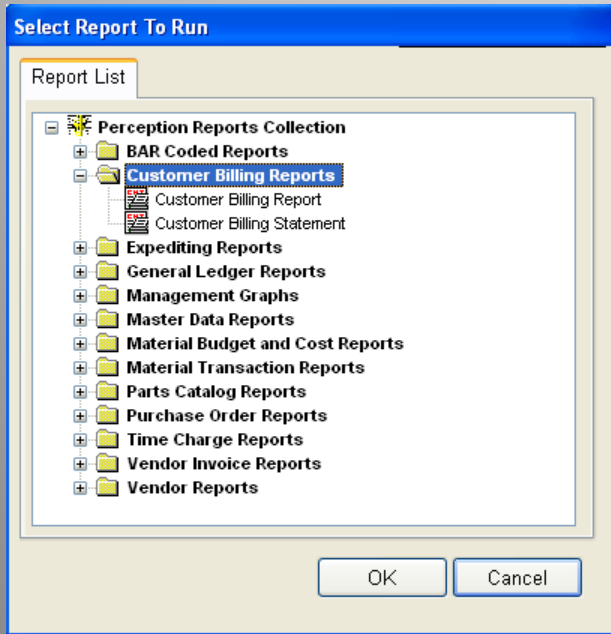 Select Report To Run
Report List
Perception Reports Collection
BAR Coded Reports
Customer Billing Reports
Customer Billing Report
Customer Billing Statement
Expediting Reports
General Ledger Reports
Management Graphs
Master Data Reports
Material Budget and Cost Reports
Material Transaction Reports
Parts Catalog Reports
Purchase Order Reports
Time Charge Reports
Vendor Invoice Reports
Vendor Reports
OK Cancel